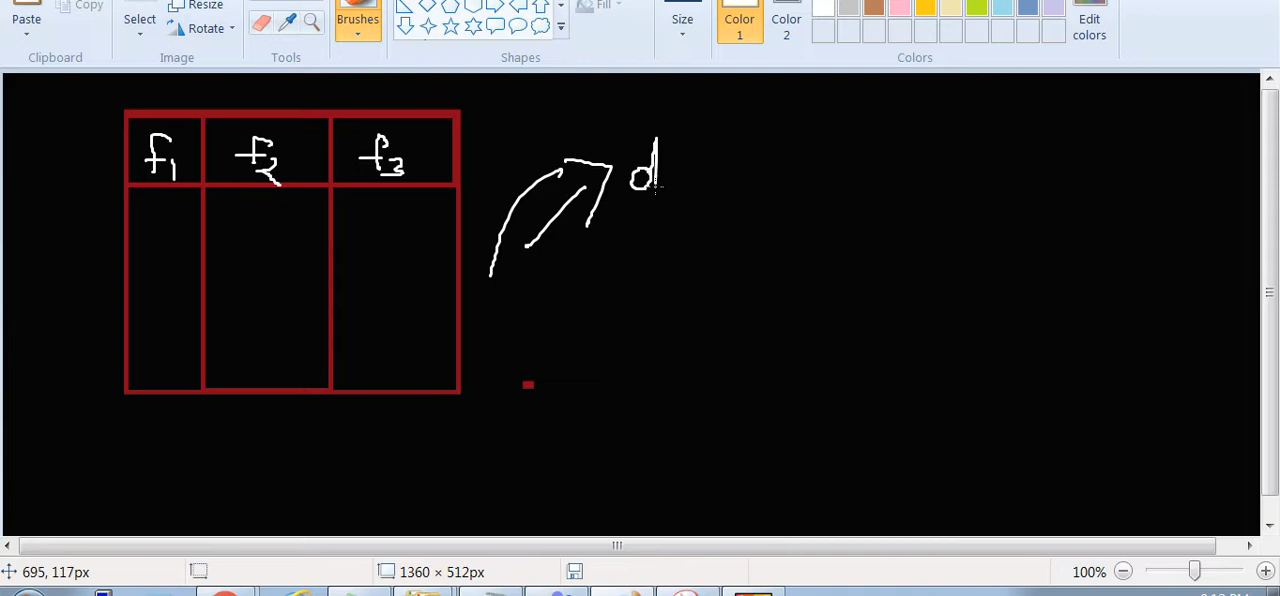 Paste
Copy
Clipboard
Select
Resize
Rotate
Image
Brushes
Tools
Fill
Shapes
Size
Color
1
Color
2
Edit
colors
Colors
f1 f2 f3
d
695, 117px
1360 × 512px
100%